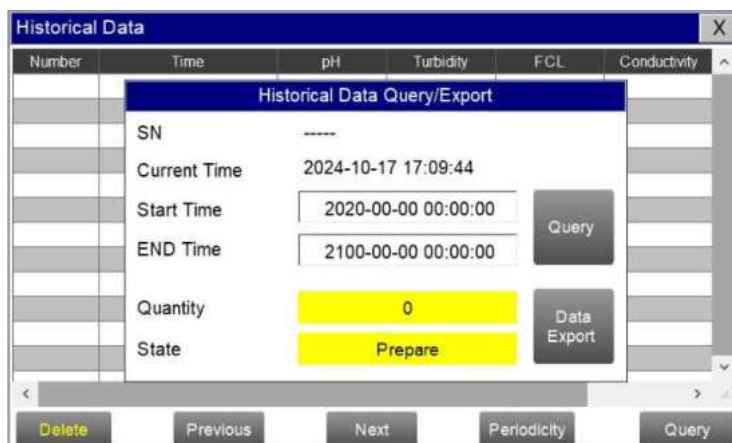 Historical Data X
Number Time pH Turbidity FCL Conductivity
Historical Data Query/Export
SN -----
Current Time 2024-10-17 17:09:44
Start Time 2020-00-00 00:00:00
Query
END Time 2100-00-00 00:00:00
Quantity 0
Data
Export
State Prepare
Delete Previous Next Periodicity Query